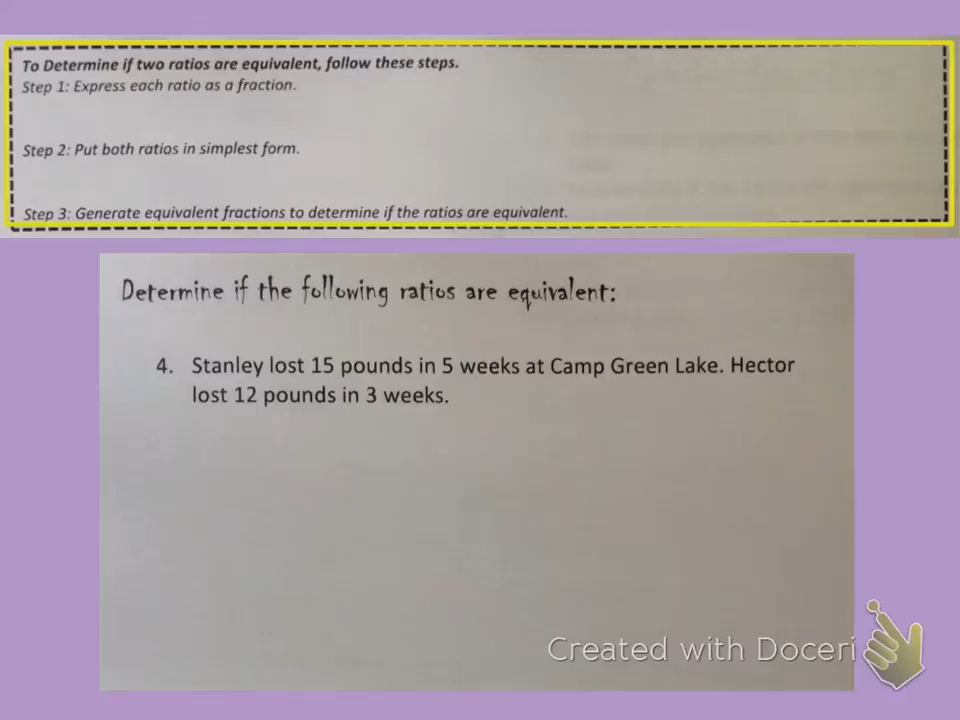 To Determine if two ratios are equivalent, follow these steps.
Step 1: Express each ratio as a fraction.
Step 2: Put both ratios in simplest form.
Step 3: Generate equivalent fractions to determine if the ratios are equivalent.
Determine if the following ratios are equivalent:
4. Stanley lost 15 pounds in 5 weeks at Camp Green Lake. Hector
lost 12 pounds in 3 weeks.
Created with Doceri